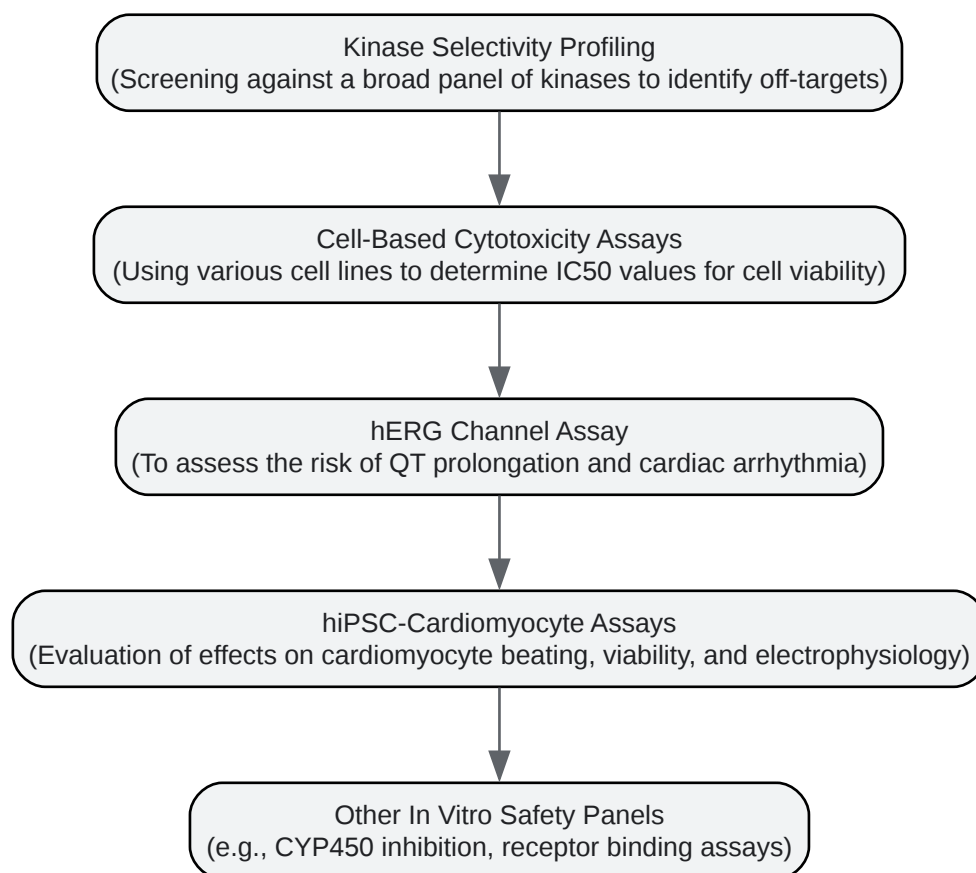 Kinase Selectivity Profiling
(Screening against a broad panel of kinases to identify off-targets)
Cell-Based Cytotoxicity Assays
(Using various cell lines to determine IC50 values for cell viability)
hERG Channel Assay
(To assess the risk of QT prolongation and cardiac arrhythmia)
hiPSC-Cardiomyocyte Assays
(Evaluation of effects on cardiomyocyte beating, viability, and electrophysiology)
Other In Vitro Safety Panels
(e.g., CYP450 inhibition, receptor binding assays)